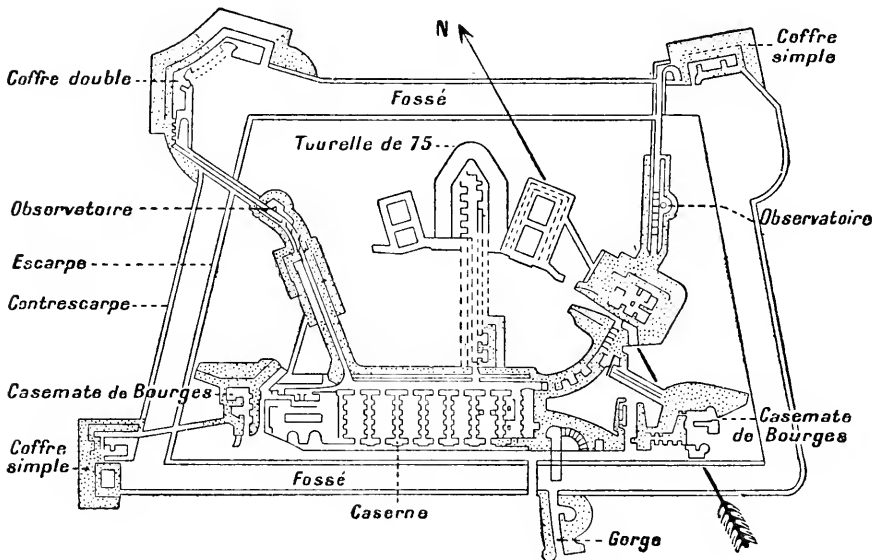 N
Coffre
simple
Coffre double
Fossé
Tourelle de 75
Observatoire
Observatoire
Escarpe
Contrescarpe
Casemate de Bourges
Casemate
de Bourges
Coffre
simple
Fossé
Caserne
Gorge